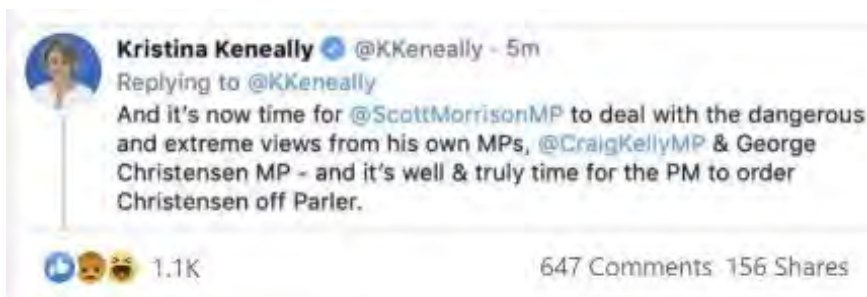 Kristina Keneally @KKeneally - 5m
Replying to @KKeneally
And it's now time for @ScottMorrisonMP to deal with the dangerous
and extreme views from his own MPs, @CraigKellyMP & George
Christensen MP - and it's well & truly time for the PM to order
Christensen off Parler.
1.1K 647 Comments 156 Shares